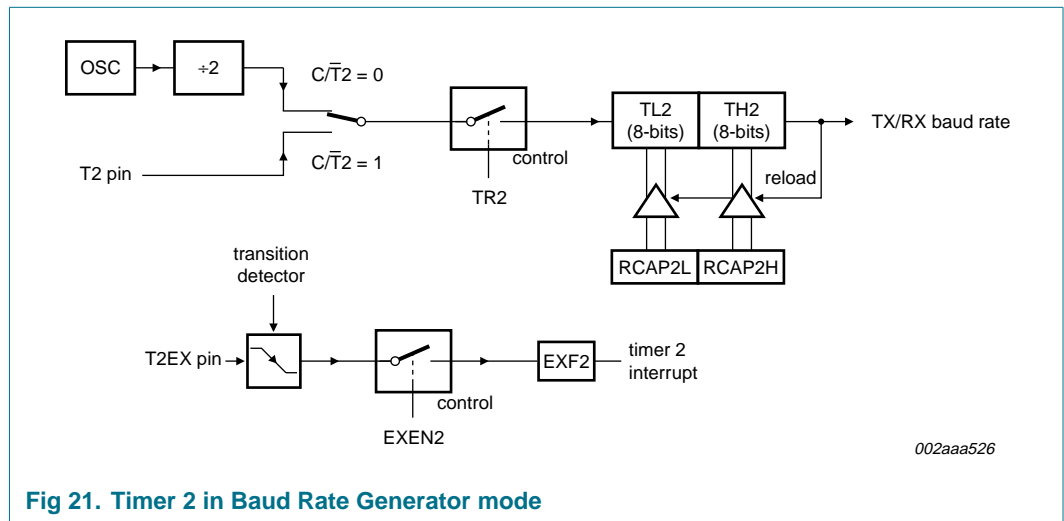 OSC
÷2
C/T̅2 = 0
TL2
(8-bits)
TH2
(8-bits)
TX/RX baud rate
C/T̅2 = 1
control
T2 pin
TR2
reload
RCAP2L
RCAP2H
transition
detector
T2EX pin
EXF2
timer 2
interrupt
control
EXEN2
002aaa526
Fig 21. Timer 2 in Baud Rate Generator mode